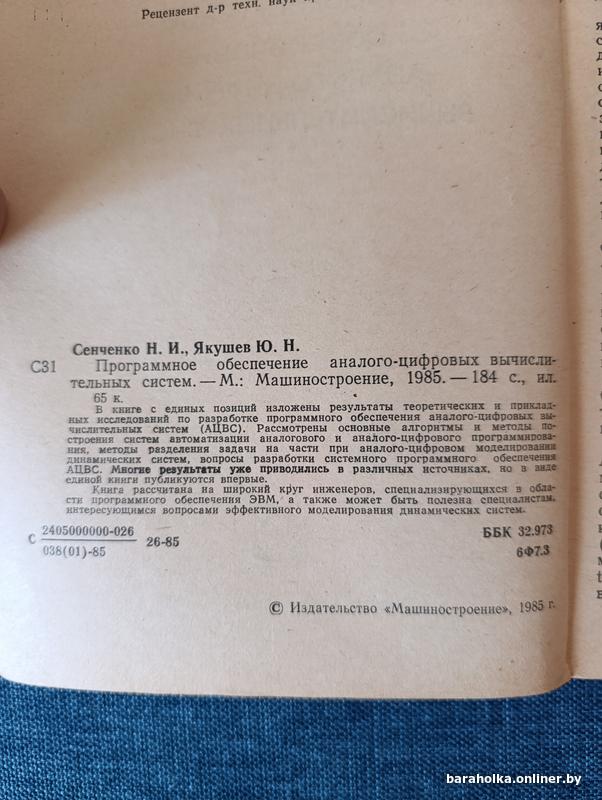 Рецензент д-р техн. наук
Сенченко Н. И., Якушев Ю. Н.
С31 Программное обеспечение аналого-цифровых вычисли-
тельных систем. — М.: Машиностроение, 1985. — 184 с., ил.
65 к.
В книге с единых позиций изложены результаты теоретических и приклад-
ных исследований по разработке программного обеспечения аналого-цифровых вы-
числительных систем (АЦВС). Рассмотрены основные алгоритмы и методы по-
строения систем автоматизации аналогового и аналого-цифрового программирова-
ния, методы разделения задачи на части при аналого-цифровом моделировании
динамических систем, вопросы разработки системного программного обеспечения
АЦВС. Многие результаты уже приводились в различных источниках, но в виде
единой книги публикуются впервые.
Книга рассчитана на широкий круг инженеров, специализирующихся в обла-
сти программного обеспечения ЭВМ, а также может быть полезна специалистам,
интересующимся вопросами эффективного моделирования динамических систем.
С 2405000000-026
038(01)-85
26-85
ББК 32.973
6Ф7.3
© Издательство «Машиностроение», 1985 г.
baraholka.onliner.by